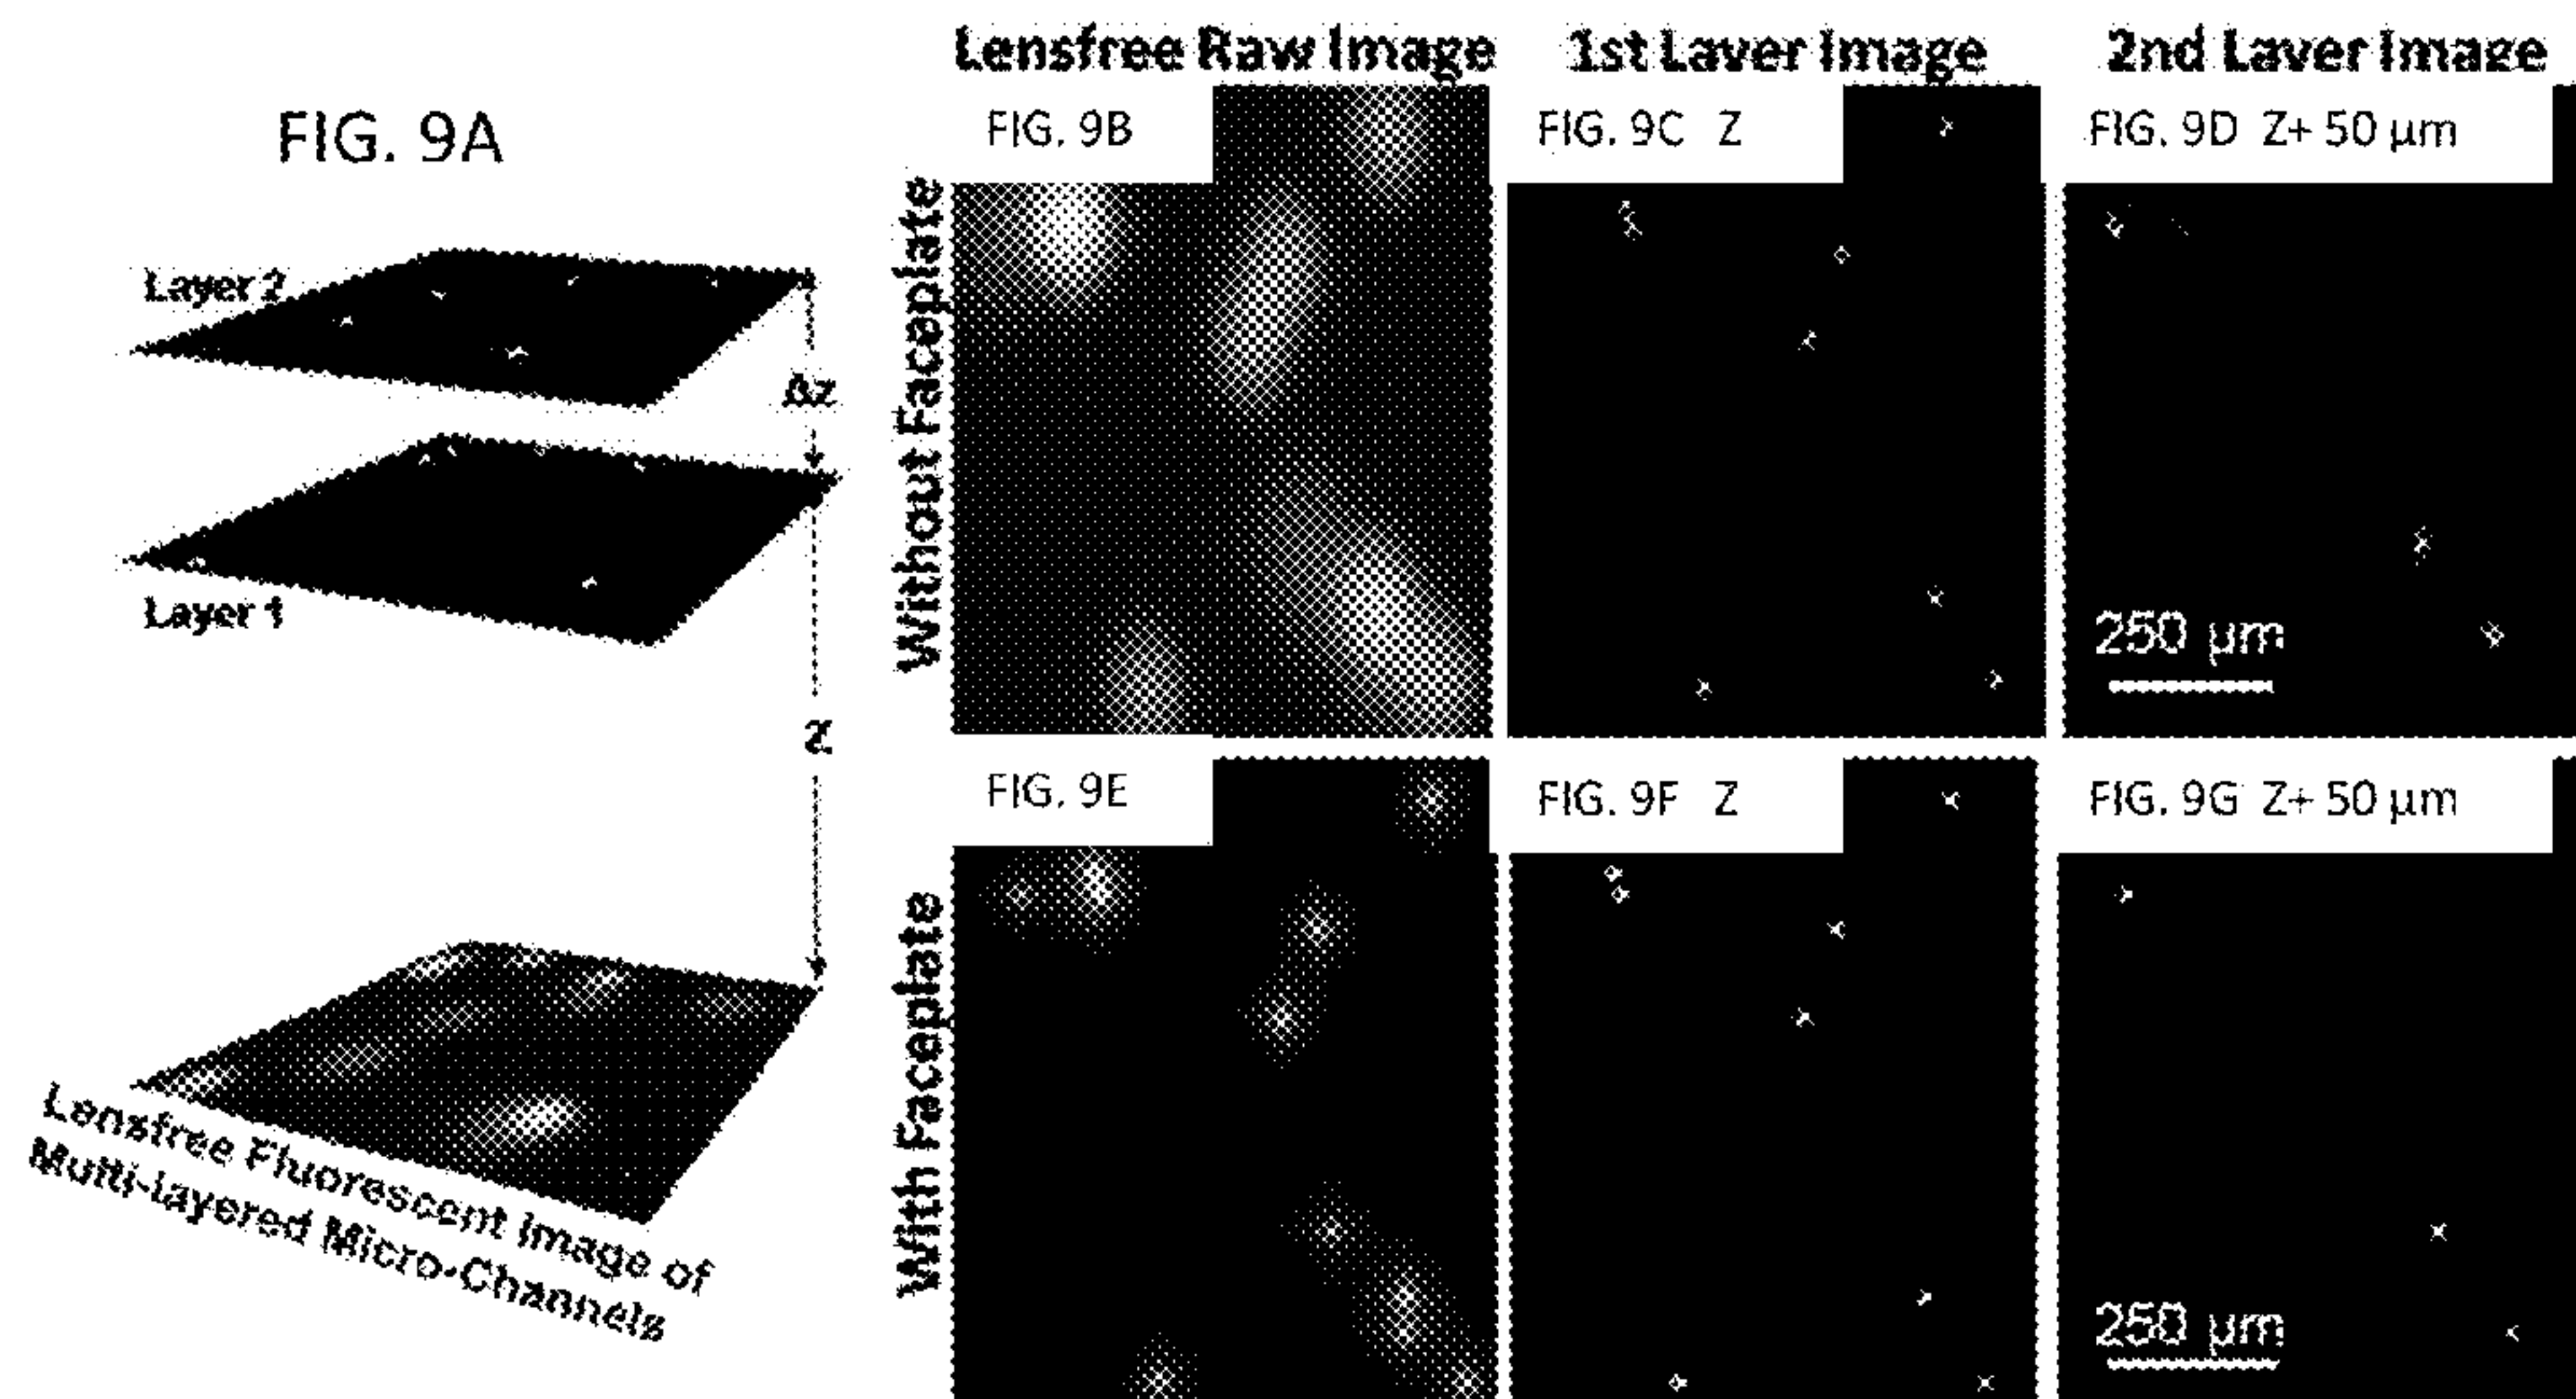 FIG. 9A
Layer 2
Δz
Layer 1
z
Lensfree Fluorescent Image of
Multi-layered Micro-Channels
Lensfree Raw Image
1st Layer Image
2nd Layer Image
Without Faceplate
FIG. 9B
FIG. 9C Z
FIG. 9D Z+ 50 µm
250 µm
With Faceplate
FIG. 9E
FIG. 9F Z
FIG. 9G Z+ 50 µm
250 µm